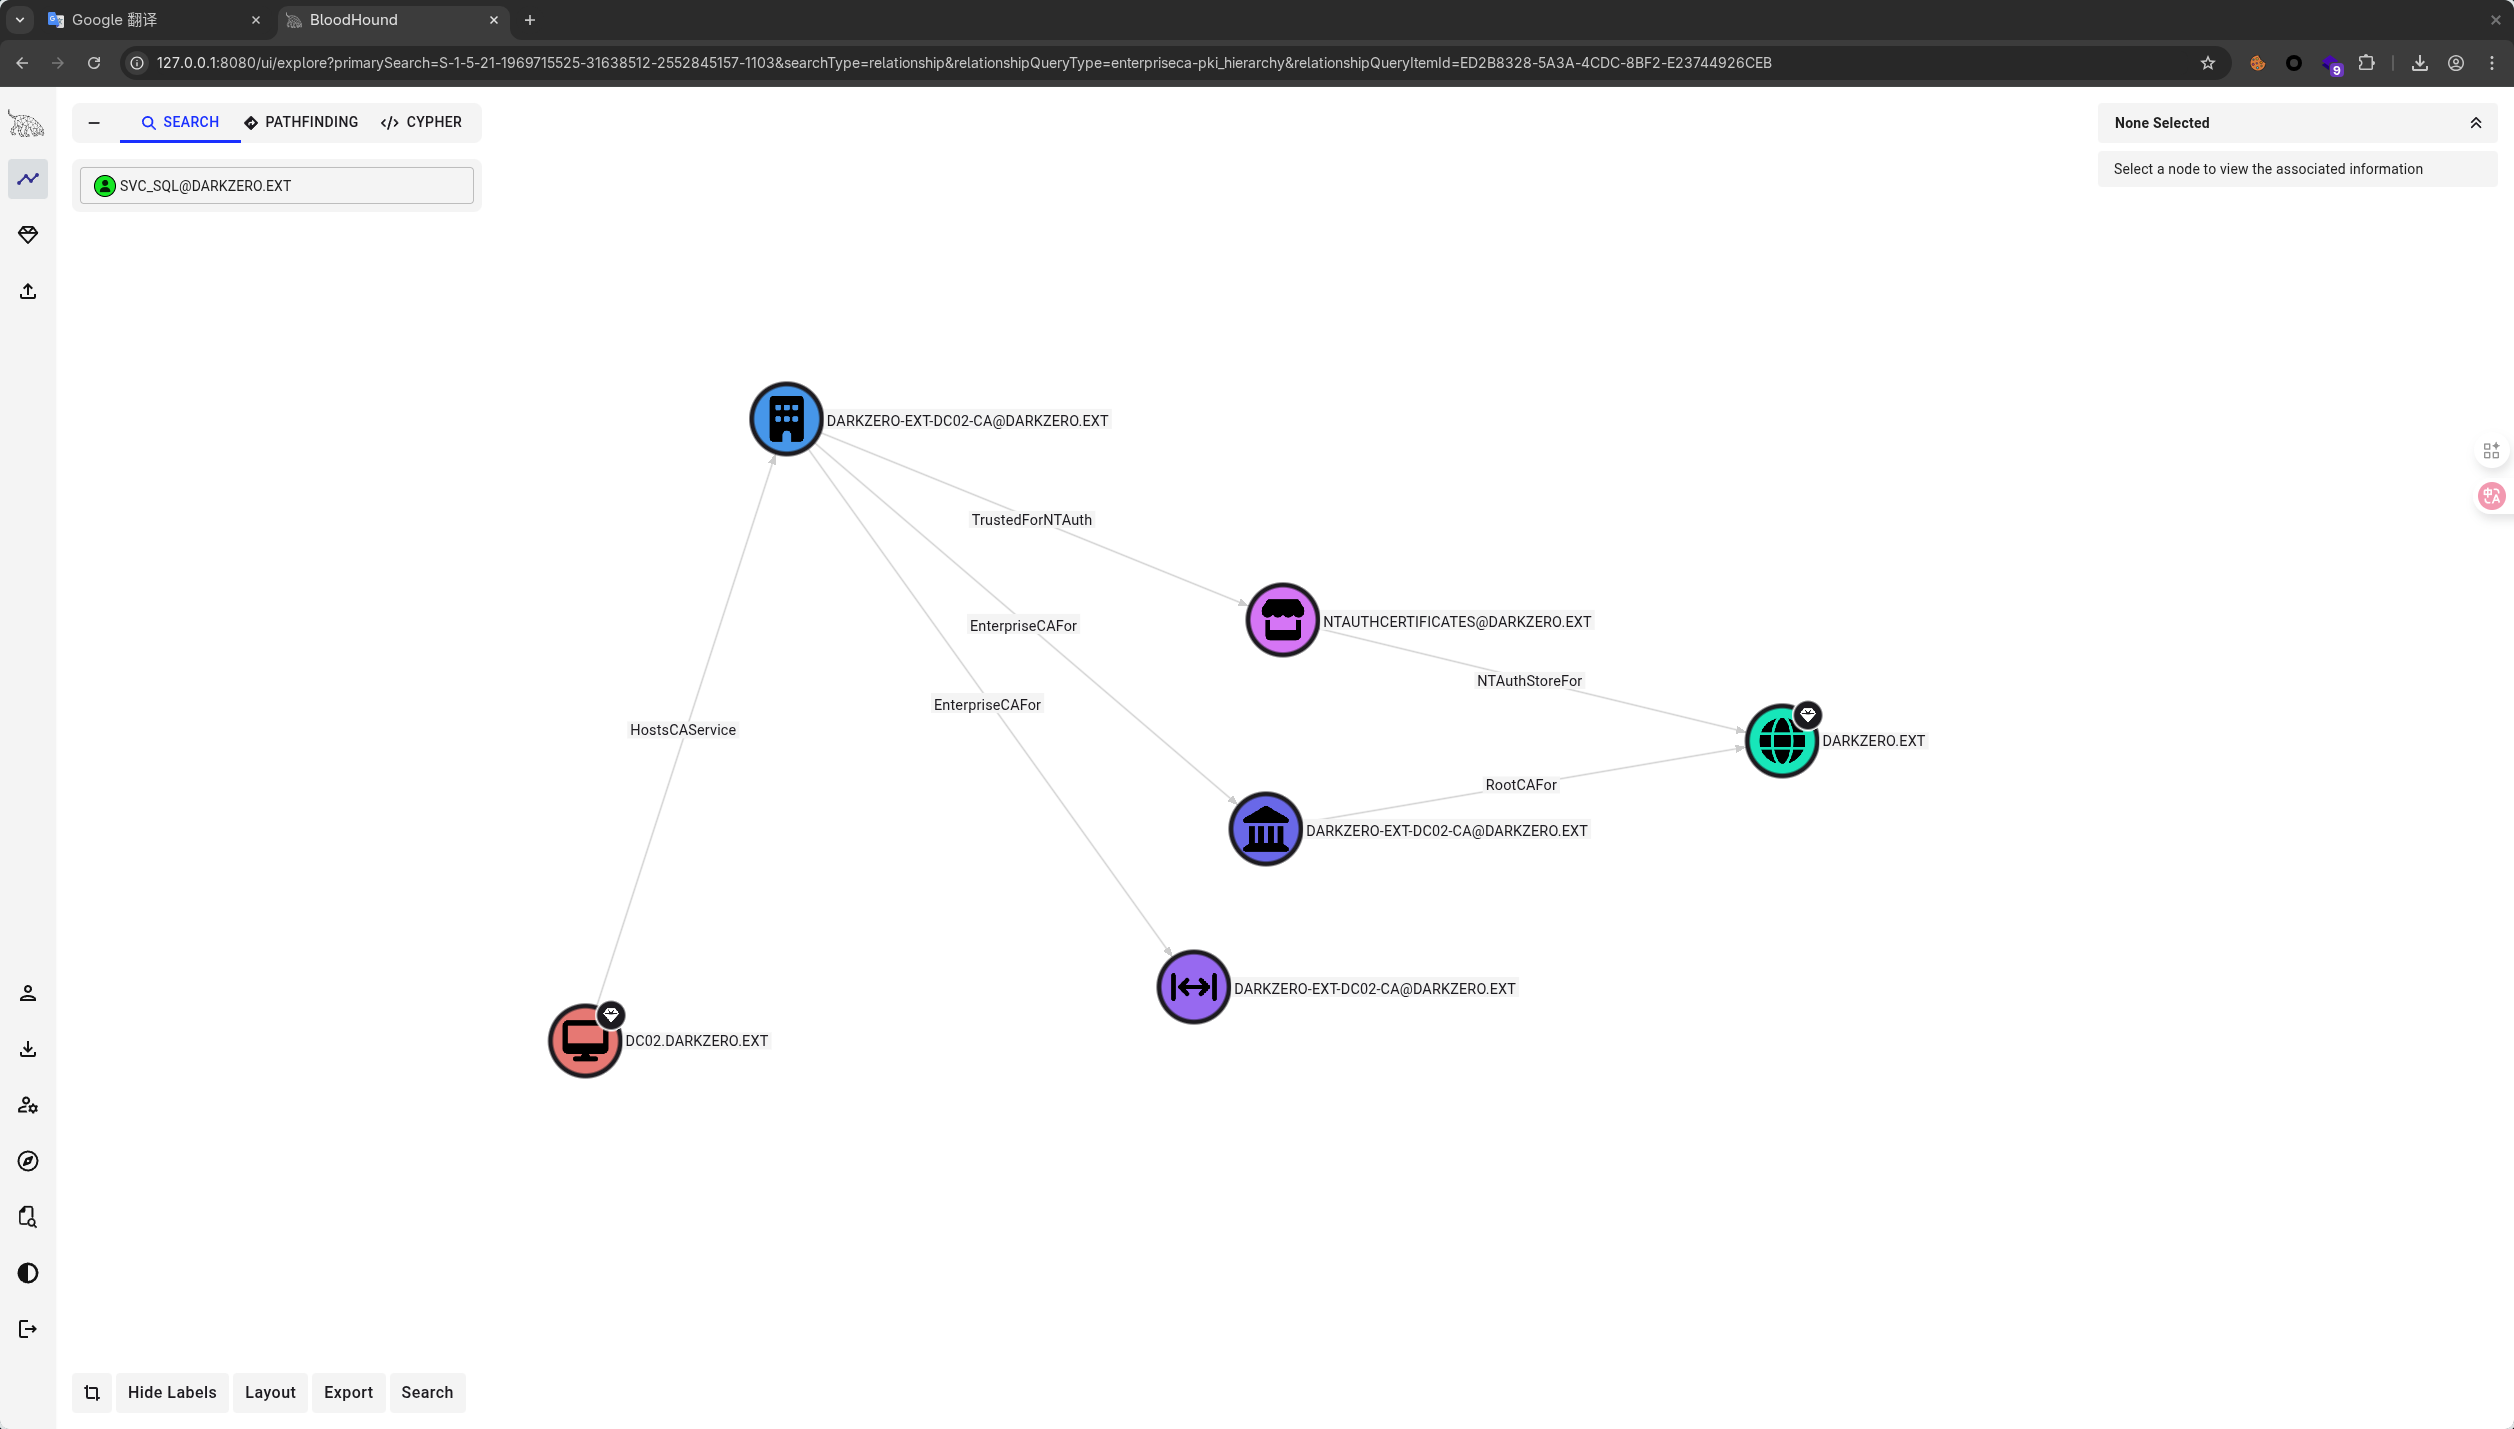 Google 翻译
BloodHound
127.0.0.1:8080/ui/explore?primarySearch=S-1-5-21-1969715525-31638512-2552845157-1103&searchType=relationship&relationshipQueryType=enterpriseca-pki_hierarchy&relationshipQueryItemId=ED2B8328-5A3A-4CDC-8BF2-E23744926CEB
9
SEARCH
PATHFINDING
CYPHER
None Selected
Select a node to view the associated information
SVC_SQL@DARKZERO.EXT
DARKZERO-EXT-DC02-CA@DARKZERO.EXT
TrustedForNTAuth
EnterpriseCAFor
NTAUTHCERTIFICATES@DARKZERO.EXT
NTAuthStoreFor
EnterpriseCAFor
HostsCAService
DARKZERO.EXT
RootCAFor
DARKZERO-EXT-DC02-CA@DARKZERO.EXT
DARKZERO-EXT-DC02-CA@DARKZERO.EXT
DC02.DARKZERO.EXT
Hide Labels
Layout
Export
Search